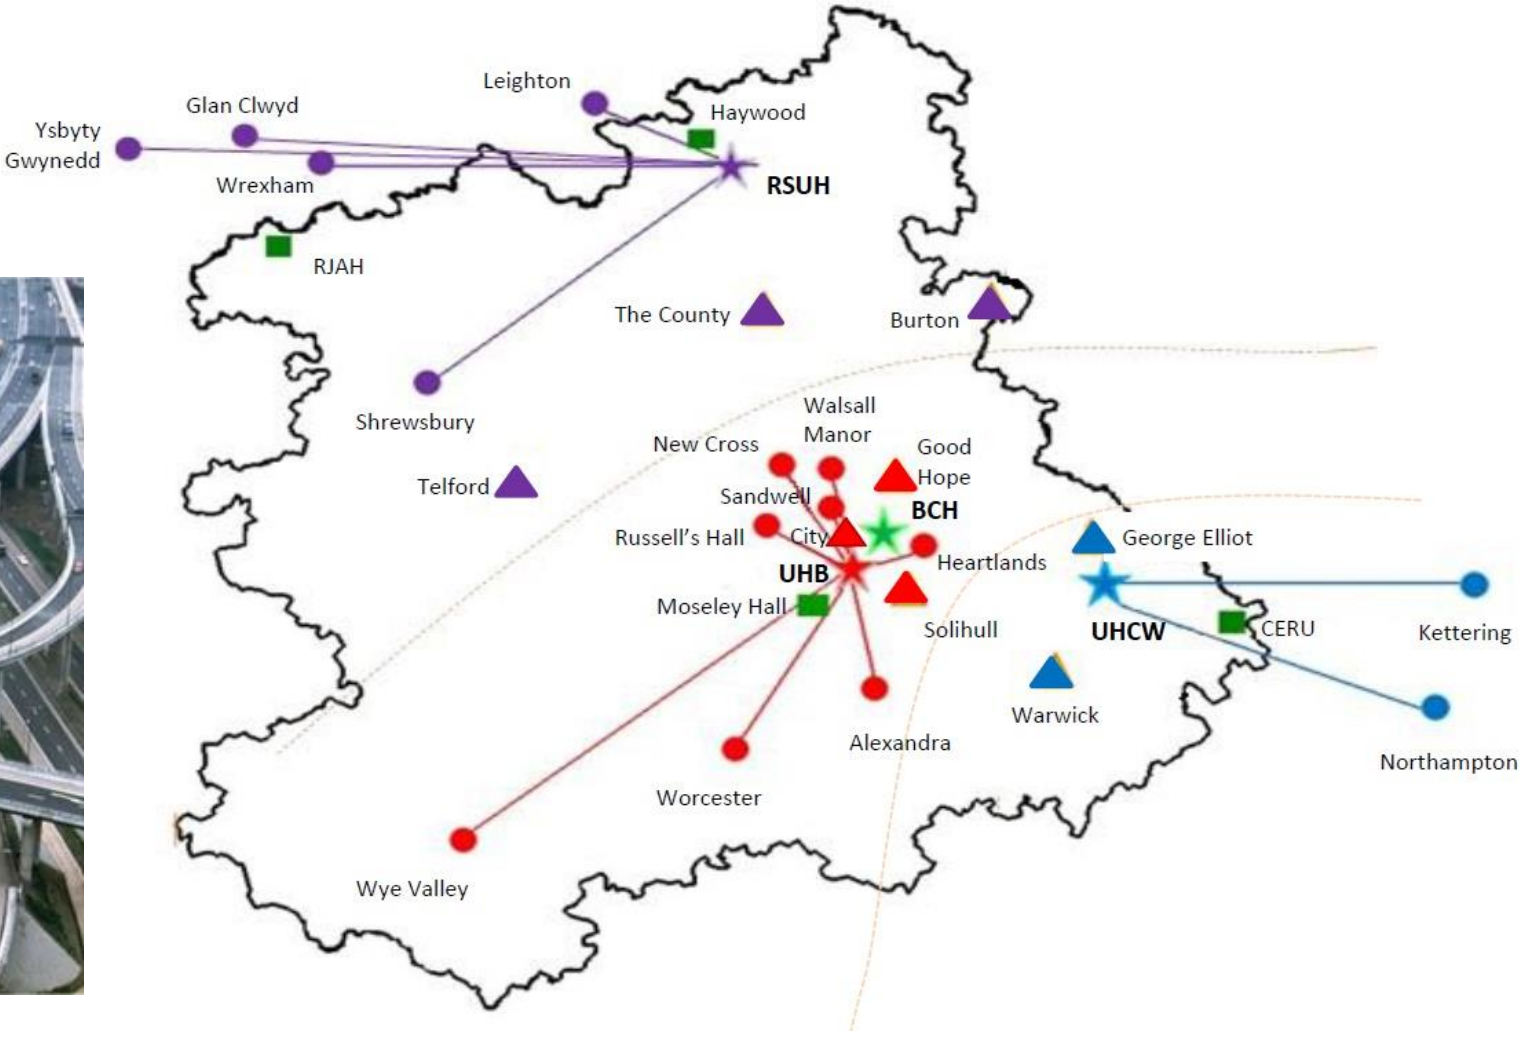 Leighton
Glan Clwyd
Haywood
Ysbyty
Gwynedd
Wrexham
RSUH
RJAH
The County
Burton
Shrewsbury
Walsall
Manor
New Cross
Good
Hope
Telford
Sandwell
BCH
Russell's Hall
City
George Elliot
Heartlands
UHB
Moseley Hall
Solihull
UHCW
CERU
Kettering
Warwick
Alexandra
Northampton
Worcester
Wye Valley